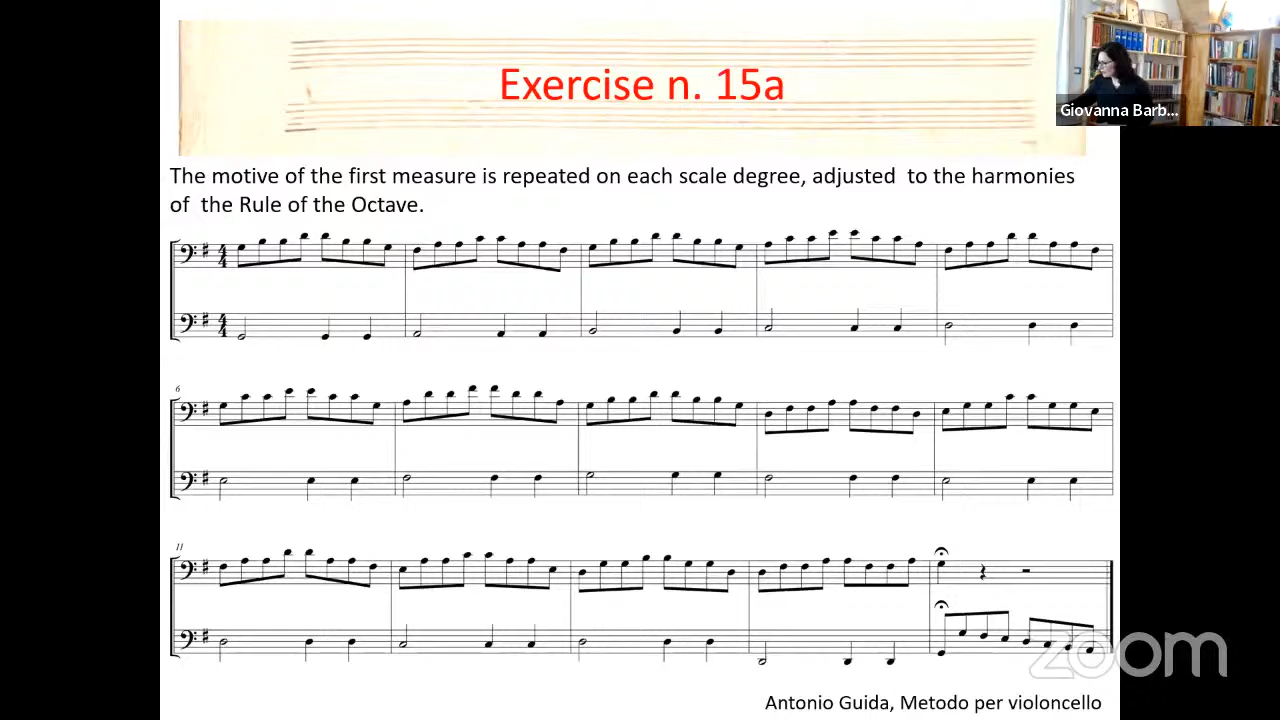 Exercise n. 15a
Giovanna Barb...
The motive of the first measure is repeated on each scale degree, adjusted to the harmonies
of the Rule of the Octave.
6
11
zoom
Antonio Guida, Metodo per violoncello